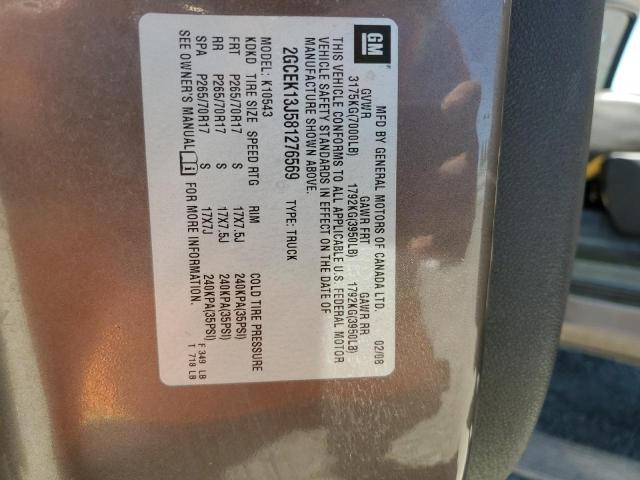 GM
MFD BY GENERAL MOTORS OF CANADA LTD. 02/08
GVWR GAWR FRT GAWR RR
3175KG(7000LB) 1792KG(3950LB) 1792KG(3950LB)
THIS VEHICLE CONFORMS TO ALL APPLICABLE U.S. FEDERAL MOTOR
VEHICLE SAFETY STANDARDS IN EFFECT ON THE DATE OF
MANUFACTURE SHOWN ABOVE.
2GCEK13J581276569 TYPE: TRUCK
MODEL: K10543
KDKD TIRE SIZE SPEED RTG RIM COLD TIRE PRESSURE
FRT P265/70R17 S 17X7.5J 240KPA(35PSI)
RR P265/70R17 S 17X7.5J 240KPA(35PSI)
SPA P265/70R17 S 17X7J 240KPA(35PSI)
SEE OWNER'S MANUAL i FOR MORE INFORMATION.
F 349 LB
T 718 LB